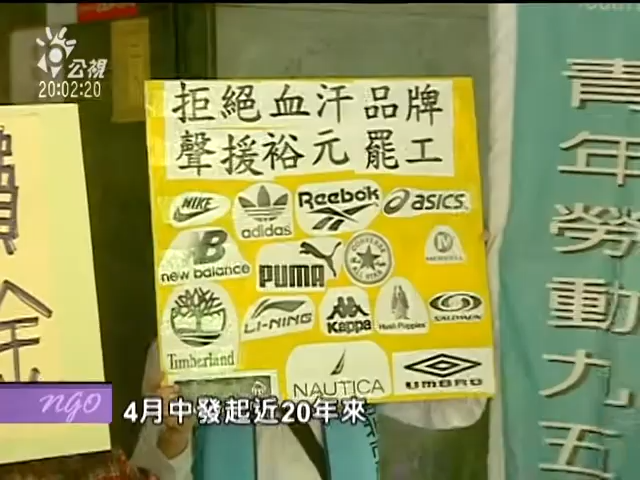 公視
20:02:20
拒絕血汗品牌
聲援裕元罷工
NIKE
adidas
Reebok
asics
new balance
PUMA
CONVERSE
ALL STAR
MERRELL
Timberland
LI-NING
Kappa
Hush Puppies
SALOMON
NAUTICA
UMBRO
青年勞動九五
金
ngo
4月中發起近20年來